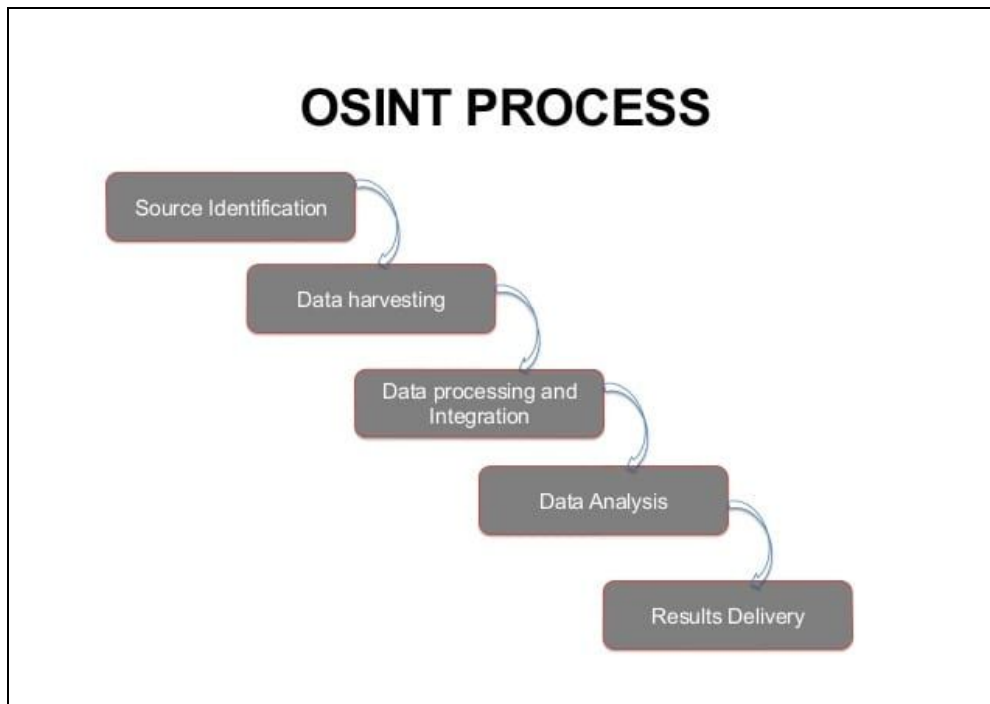 OSINT PROCESS
Source Identification
Data harvesting
Data processing and
Integration
Data Analysis
Results Delivery